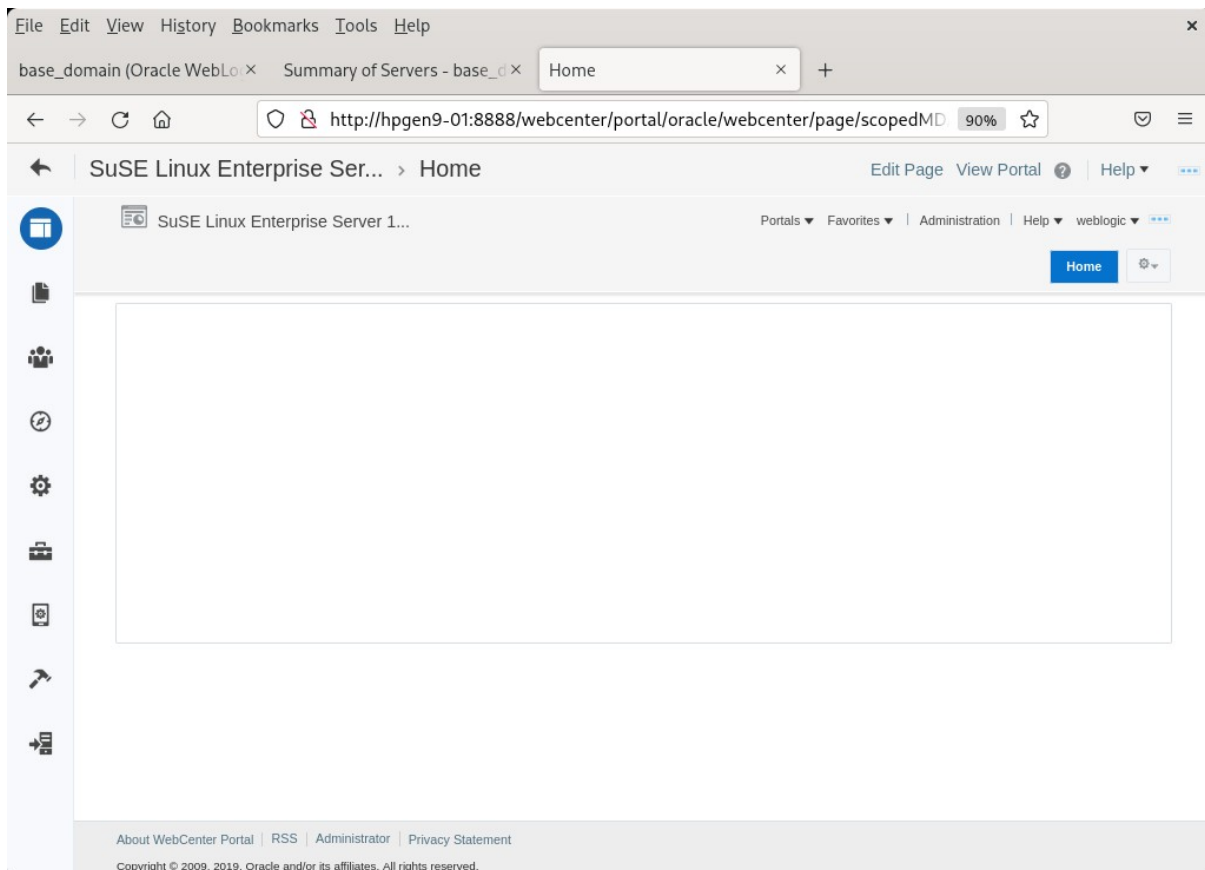 File Edit View History Bookmarks Tools Help
base_domain (Oracle WebLo Summary of Servers - base_d Home
http://hpgen9-01:8888/webcenter/portal/oracle/webcenter/page/scopedMD 90%
SuSE Linux Enterprise Ser... › Home Edit Page View Portal ? | Help
SuSE Linux Enterprise Server 1... Portals Favorites | Administration | Help weblogic
Home
About WebCenter Portal | RSS | Administrator | Privacy Statement
Copyright © 2009, 2019, Oracle and/or its affiliates. All rights reserved.